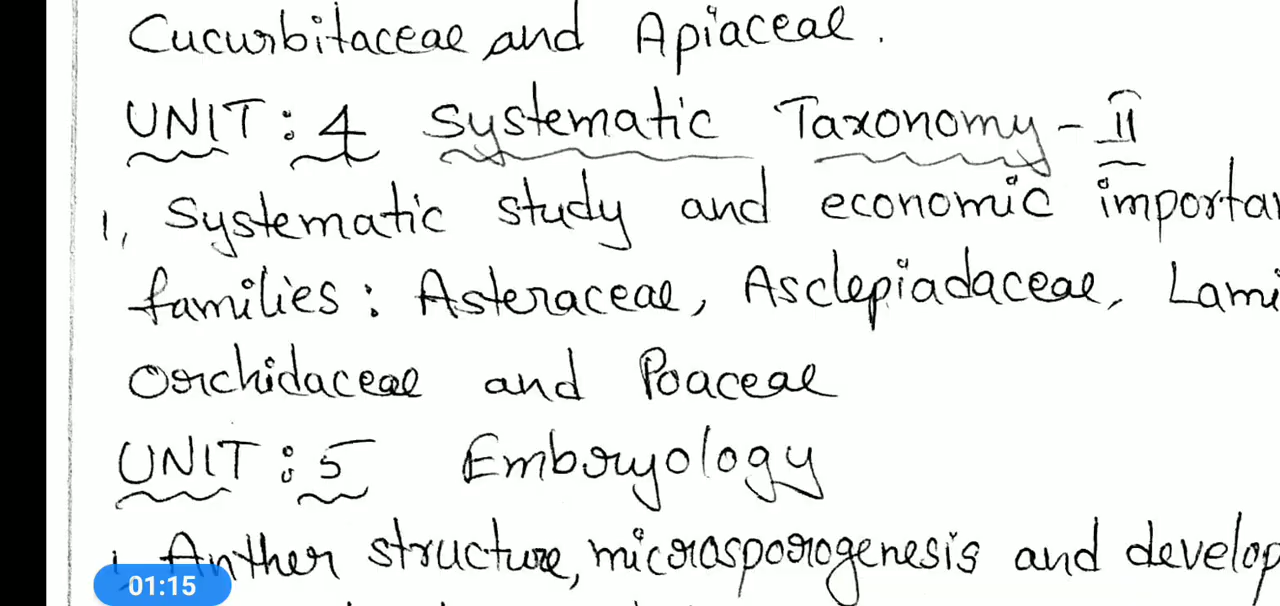 Cucurbitaceae and Apiaceae.
UNIT : 4 Systematic Taxonomy - II
1, Systematic study and economic importan
families : Asteraceae, Asclepiadaceae, Lami
Orchidaceae and Poaceae
UNIT : 5 Embryology
1, Anther structure, microsporogenesis and develop
01:15